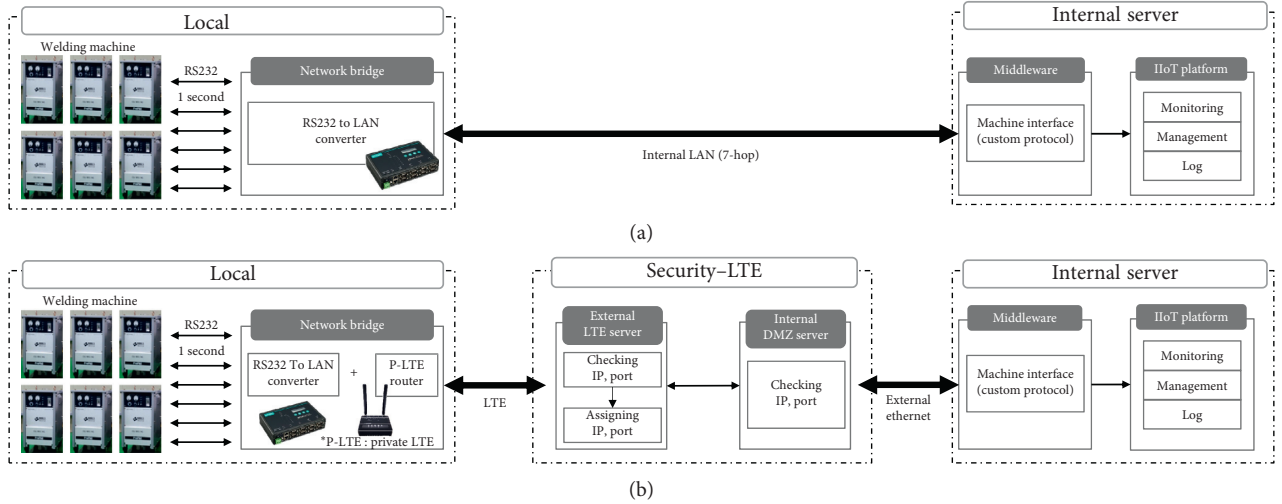 Local
Internal server
Welding machine
RS232
1 second
Network bridge
RS232 to LAN
converter
Internal LAN (7-hop)
Middleware
Machine interface
(custom protocol)
IIoT platform
Monitoring
Management
Log
(a)
Local
Security–LTE
Internal server
Welding machine
RS232
1 second
Network bridge
RS232 To LAN
converter
+
P-LTE
router
*P-LTE : private LTE
LTE
External
LTE server
Checking
IP, port
Assigning
IP, port
Internal
DMZ server
Checking
IP, port
External
ethernet
Middleware
Machine interface
(custom protocol)
IIoT platform
Monitoring
Management
Log
(b)